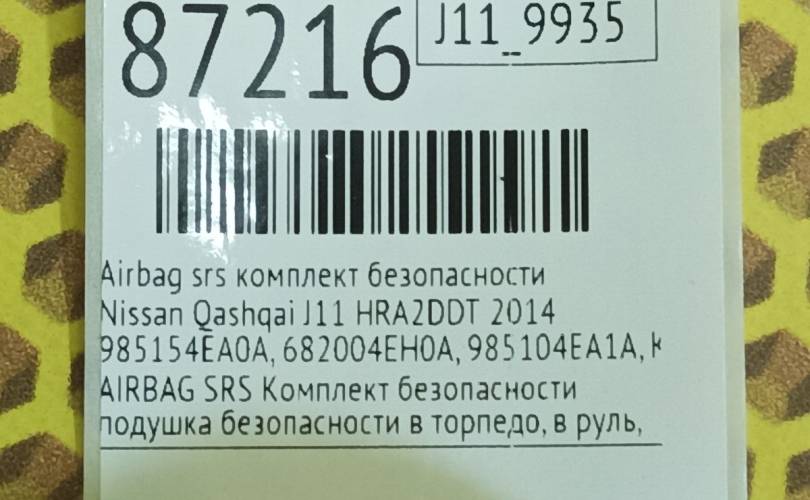 87216
J11_9935
Airbag srs комплект безопасности
Nissan Qashqai J11 HRA2DDT 2014
985154EA0A, 682004EH0A, 985104EA1A,
AIRBAG SRS Комплект безопасности
подушка безопасности в торпедо, в руль,